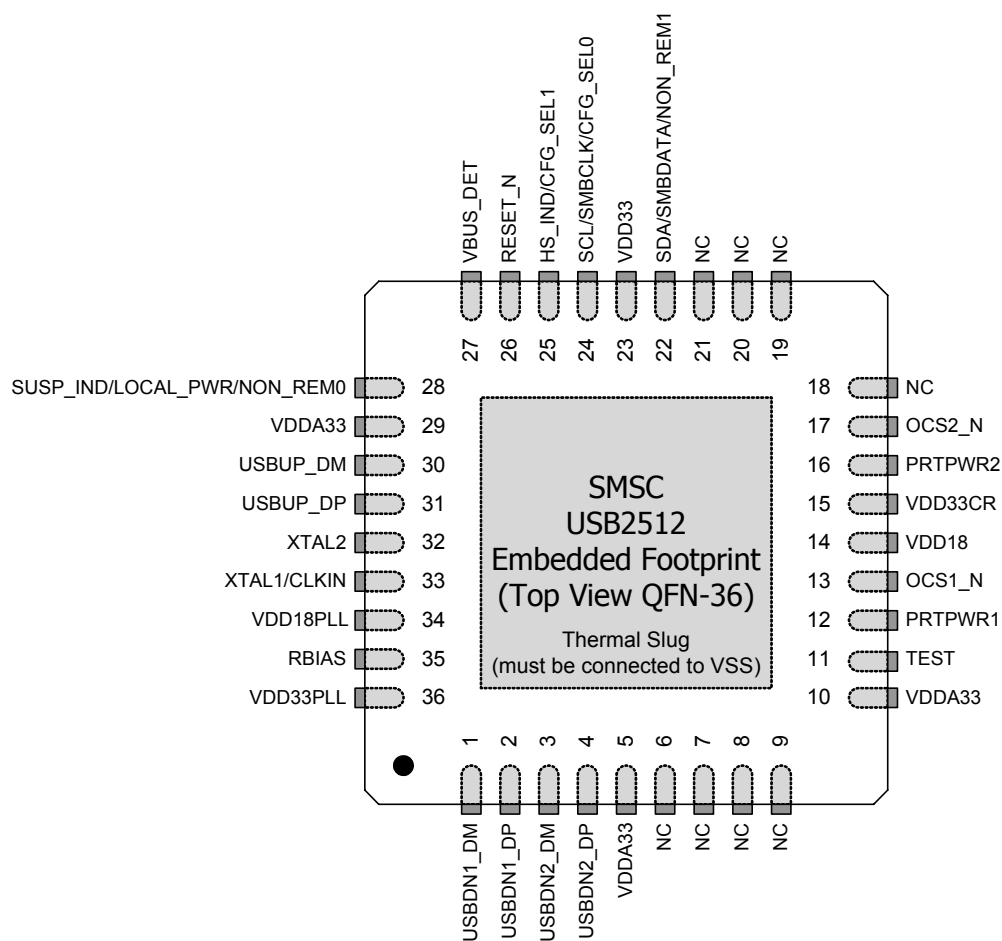 VBUS_DET
RESET_N
HS_IND/CFG_SEL1
SCL/SMBCLK/CFG_SEL0
VDD33
SDA/SMBDATA/NON_REM1
NC
NC
NC
27
26
25
24
23
22
21
20
19
SUSP_IND/LOCAL_PWR/NON_REM0 28
VDDA33 29
USBUP_DM 30
USBUP_DP 31
XTAL2 32
XTAL1/CLKIN 33
VDD18PLL 34
RBIAS 35
VDD33PLL 36
SMSC
USB2512
Embedded Footprint
(Top View QFN-36)
Thermal Slug
(must be connected to VSS)
18 NC
17 OCS2_N
16 PRTPWR2
15 VDD33CR
14 VDD18
13 OCS1_N
12 PRTPWR1
11 TEST
10 VDDA33
1
2
3
4
5
6
7
8
9
USBDN1_DM
USBDN1_DP
USBDN2_DM
USBDN2_DP
VDDA33
NC
NC
NC
NC